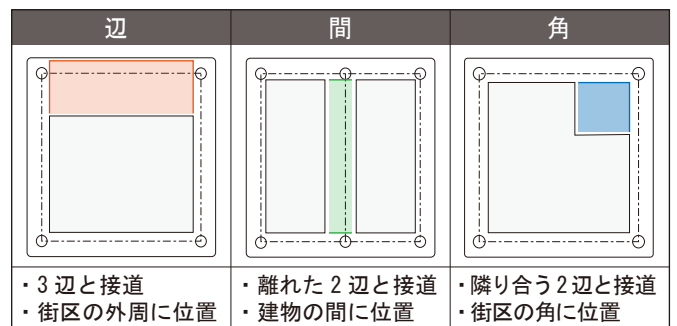 辺
間
角
・3 辺と接道
・街区の外周に位置
・離れた 2 辺と接道
・建物の間に位置
・隣り合う2辺と接道
・街区の角に位置